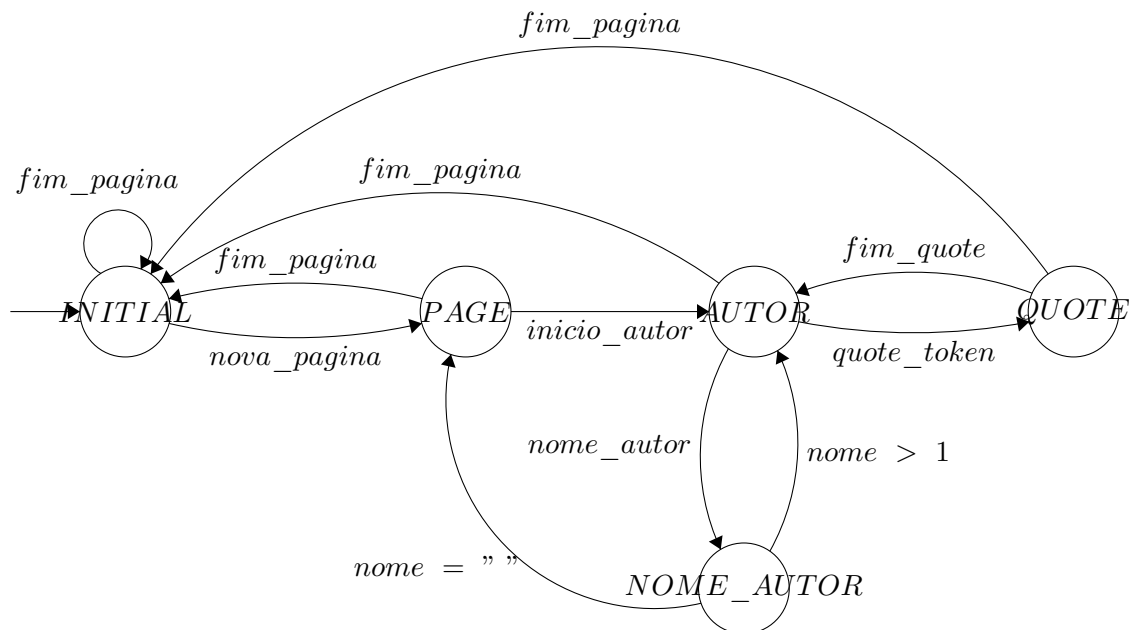 fim_pagina
fim_pagina
fim_pagina
fim_pagina
fim_quote
INITIAL
PAGE
AUTOR
QUOTE
inicio_autor
nova_pagina
quote_token
nome_autor
nome > 1
nome = ” ”
NOME_AUTOR